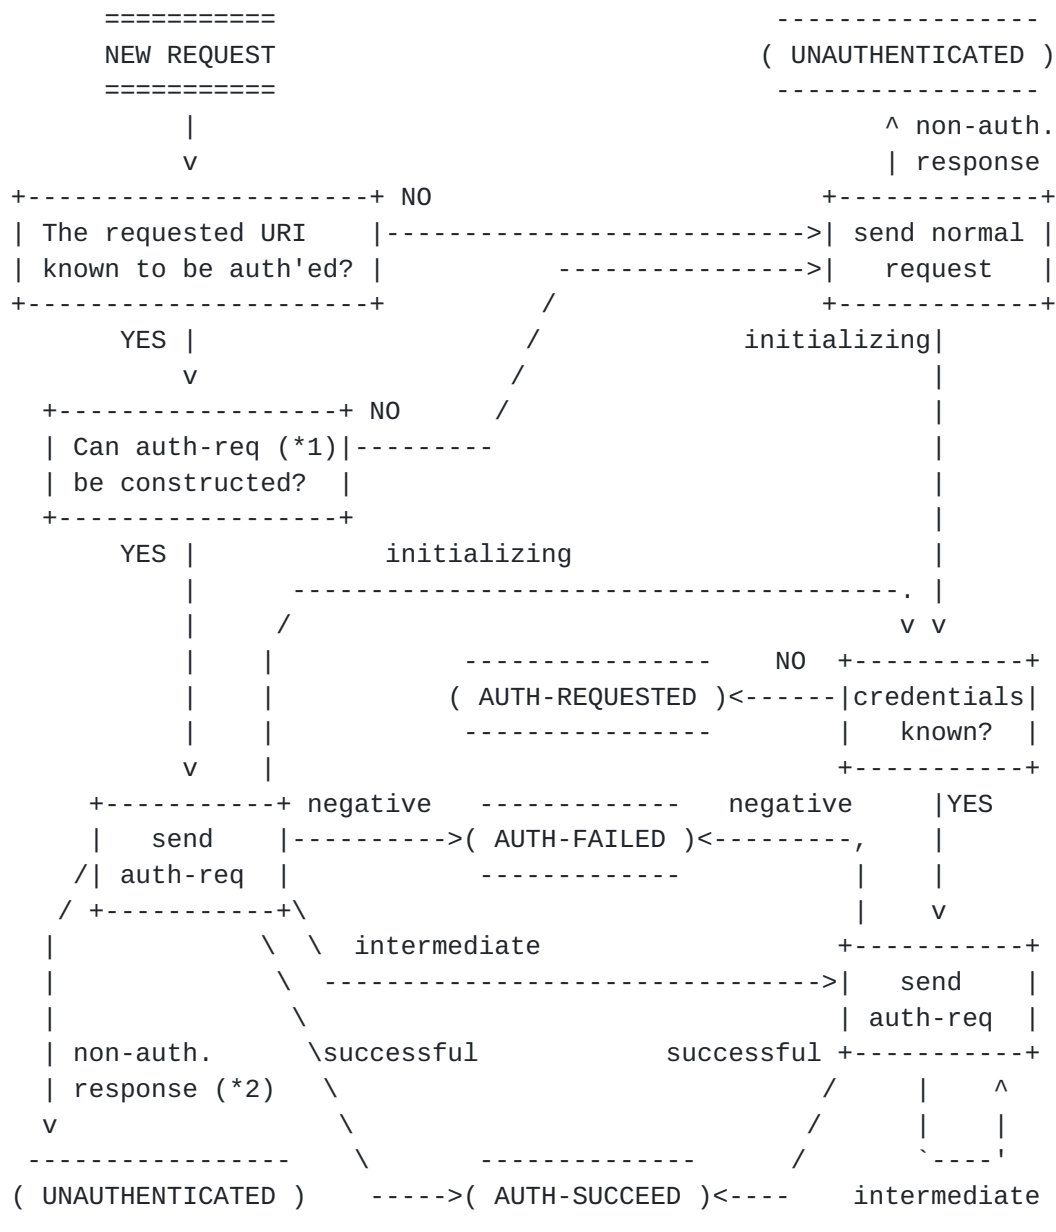 ===========                                -----------------
      NEW REQUEST                               ( UNAUTHENTICATED )
      ===========                                -----------------
           |                                            ^ non-auth.
           v                                            | response
+----------------------+ NO                         +-------------+
| The requested URI    |--------------------------->| send normal |
| known to be auth'ed? |           ---------------->|   request   |
+----------------------+          /                 +-------------+
       YES |                     /             initializing|
           v                    /                          |
  +------------------+ NO      /                           |
  | Can auth-req (*1)|---------                            |
  | be constructed?  |                                     |
  +------------------+                                     |
       YES |            initializing                       |
           |      ---------------------------------------. |
           |     /                                       v v
           |    |            ----------------    NO  +-----------+
           |    |           ( AUTH-REQUESTED )<------|credentials|
           |    |            ----------------        |   known?  |
           v    |                                    +-----------+
     +-----------+ negative   -------------   negative     |YES
     |   send    |---------->( AUTH-FAILED )<---------,    |
    /| auth-req  |            -------------           |    |
   / +-----------+\                                   |    v
  |             \  \  intermediate                   +-----------+
  |              \  -------------------------------->|   send    |
  |               \                                  | auth-req  |
  | non-auth.      \successful            successful +-----------+
  | response (*2)   \                               /     |    ^
  v                  \                             /      |    |
 -----------------    \       --------------      /       `----'
( UNAUTHENTICATED )    ----->( AUTH-SUCCEED )<----    intermediate